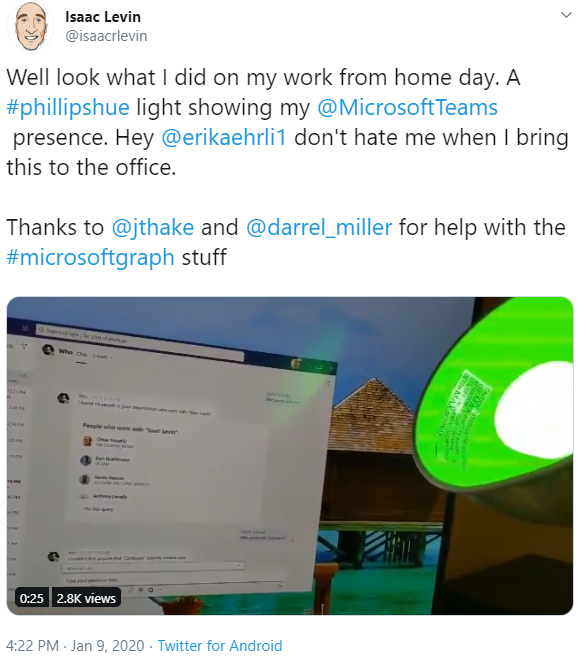 Isaac Levin
@isaacrlevin
Well look what I did on my work from home day. A
#phillipshue light showing my @MicrosoftTeams
presence. Hey @erikaehrli1 don't hate me when I bring
this to the office.
Thanks to @jthake and @darrel_miller for help with the
#microsoftgraph stuff
Who
Chat
People who work with "Isaac Levin":
0:25
2.8K views
4:22 PM · Jan 9, 2020 · Twitter for Android